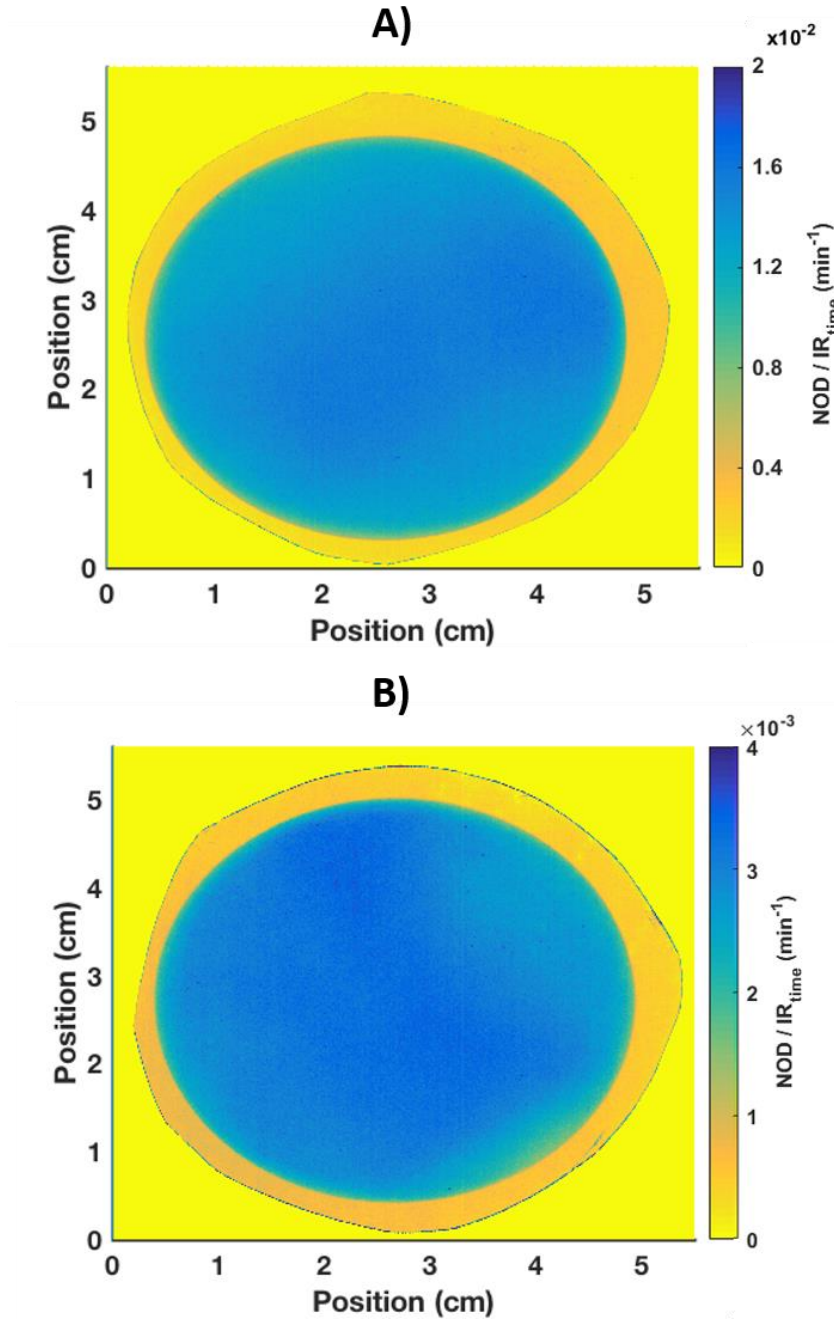 A)
x10-2
2
1.6
1.2
0.8
0.4
0
NOD / IRtime (min-1)
5
4
3
2
1
0
Position (cm)
0 1 2 3 4 5
Position (cm)
B)
×10-3
4
3
2
1
0
NOD / IRtime (min-1)
5
4
3
2
1
0
Position (cm)
0 1 2 3 4 5
Position (cm)